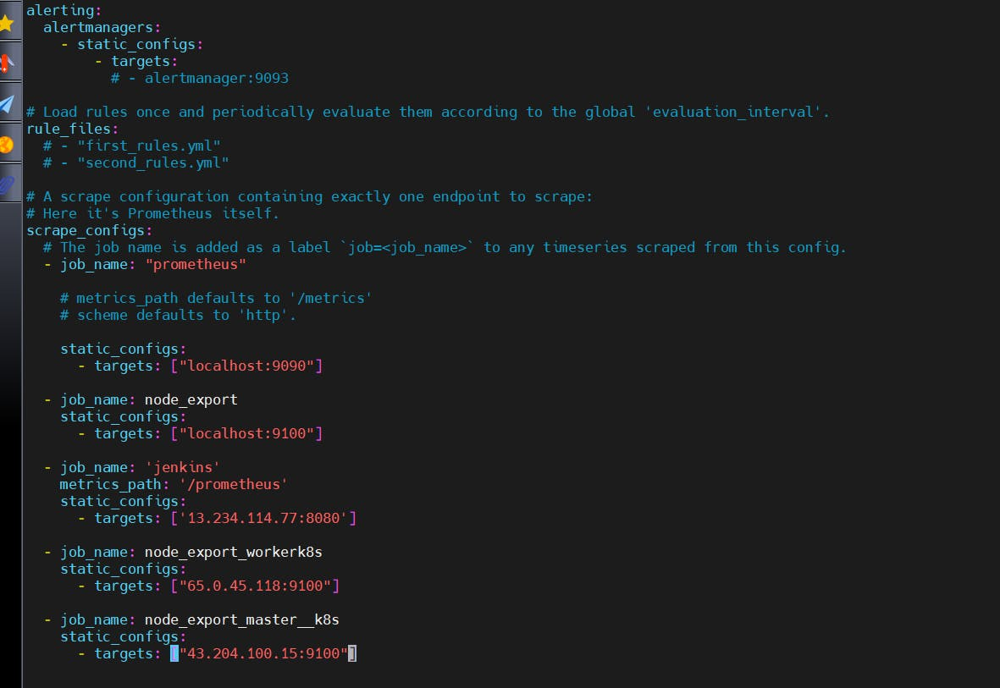 alerting:
  alertmanagers:
    - static_configs:
        - targets:
          # - alertmanager:9093

# Load rules once and periodically evaluate them according to the global 'evaluation_interval'.
rule_files:
  # - "first_rules.yml"
  # - "second_rules.yml"

# A scrape configuration containing exactly one endpoint to scrape:
# Here it's Prometheus itself.
scrape_configs:
  # The job name is added as a label `job=<job_name>` to any timeseries scraped from this config.
  - job_name: "prometheus"

    # metrics_path defaults to '/metrics'
    # scheme defaults to 'http'.

    static_configs:
      - targets: ["localhost:9090"]

  - job_name: node_export
    static_configs:
      - targets: ["localhost:9100"]

  - job_name: 'jenkins'
    metrics_path: '/prometheus'
    static_configs:
      - targets: ['13.234.114.77:8080']

  - job_name: node_export_workerk8s
    static_configs:
      - targets: ["65.0.45.118:9100"]

  - job_name: node_export_master__k8s
    static_configs:
      - targets: ["43.204.100.15:9100"]